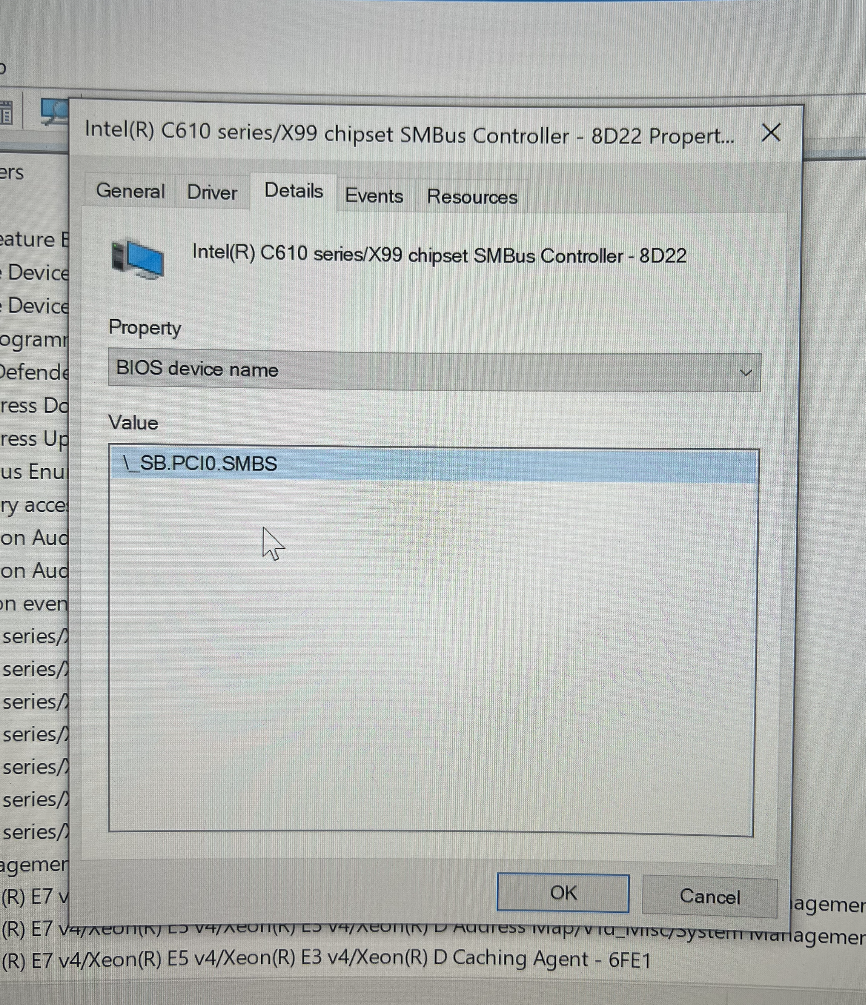 Intel(R) C610 series/X99 chipset SMBus Controller - 8D22 Propert...
General Driver Details Events Resources
Intel(R) C610 series/X99 chipset SMBus Controller - 8D22
Property
BIOS device name
Value
\_SB.PCI0.SMBS
OK Cancel
ers
eature E
Device
Device
ogramr
Defende
ress Do
ress Up
us Enu
ry acce
on Aud
on Aud
on even
series/
series/
series/
series/
series/
series/
series/
agemer
(R) E7 v
agemer
(R) E7 v4/Xeon(R) E5 v4/Xeon(R) E3 v4/Xeon(R) D Address Map/VTd_Misc/System Managemer
(R) E7 v4/Xeon(R) E5 v4/Xeon(R) E3 v4/Xeon(R) D Caching Agent - 6FE1